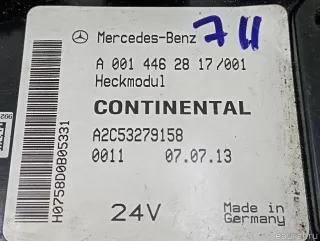 Mercedes-Benz
711
A 001 446 28 17/001
Heckmodul
CONTINENTAL
A2C53279158
0011 07.07.13
24V
Made in
Germany
H0758D0B05331